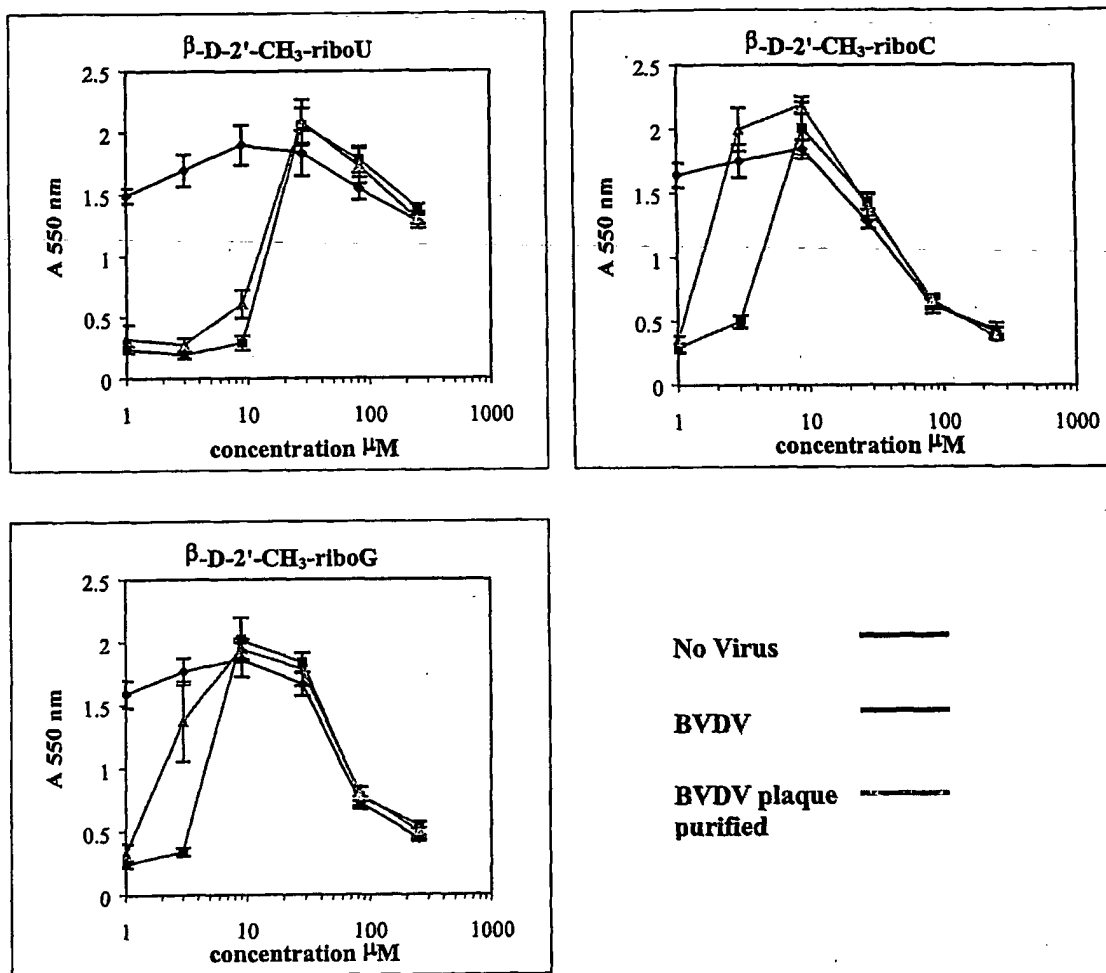 β-D-2'-CH₃-riboU
2.5
2
1.5
1
0.5
0
A 550 nm
1 10 100 1000
concentration μM
β-D-2'-CH₃-riboC
2.5
2
1.5
1
0.5
0
A 550 nm
1 10 100 1000
concentration μM
β-D-2'-CH₃-riboG
2.5
2
1.5
1
0.5
0
A 550 nm
1 10 100 1000
concentration μM
No Virus
BVDV
BVDV plaque
purified